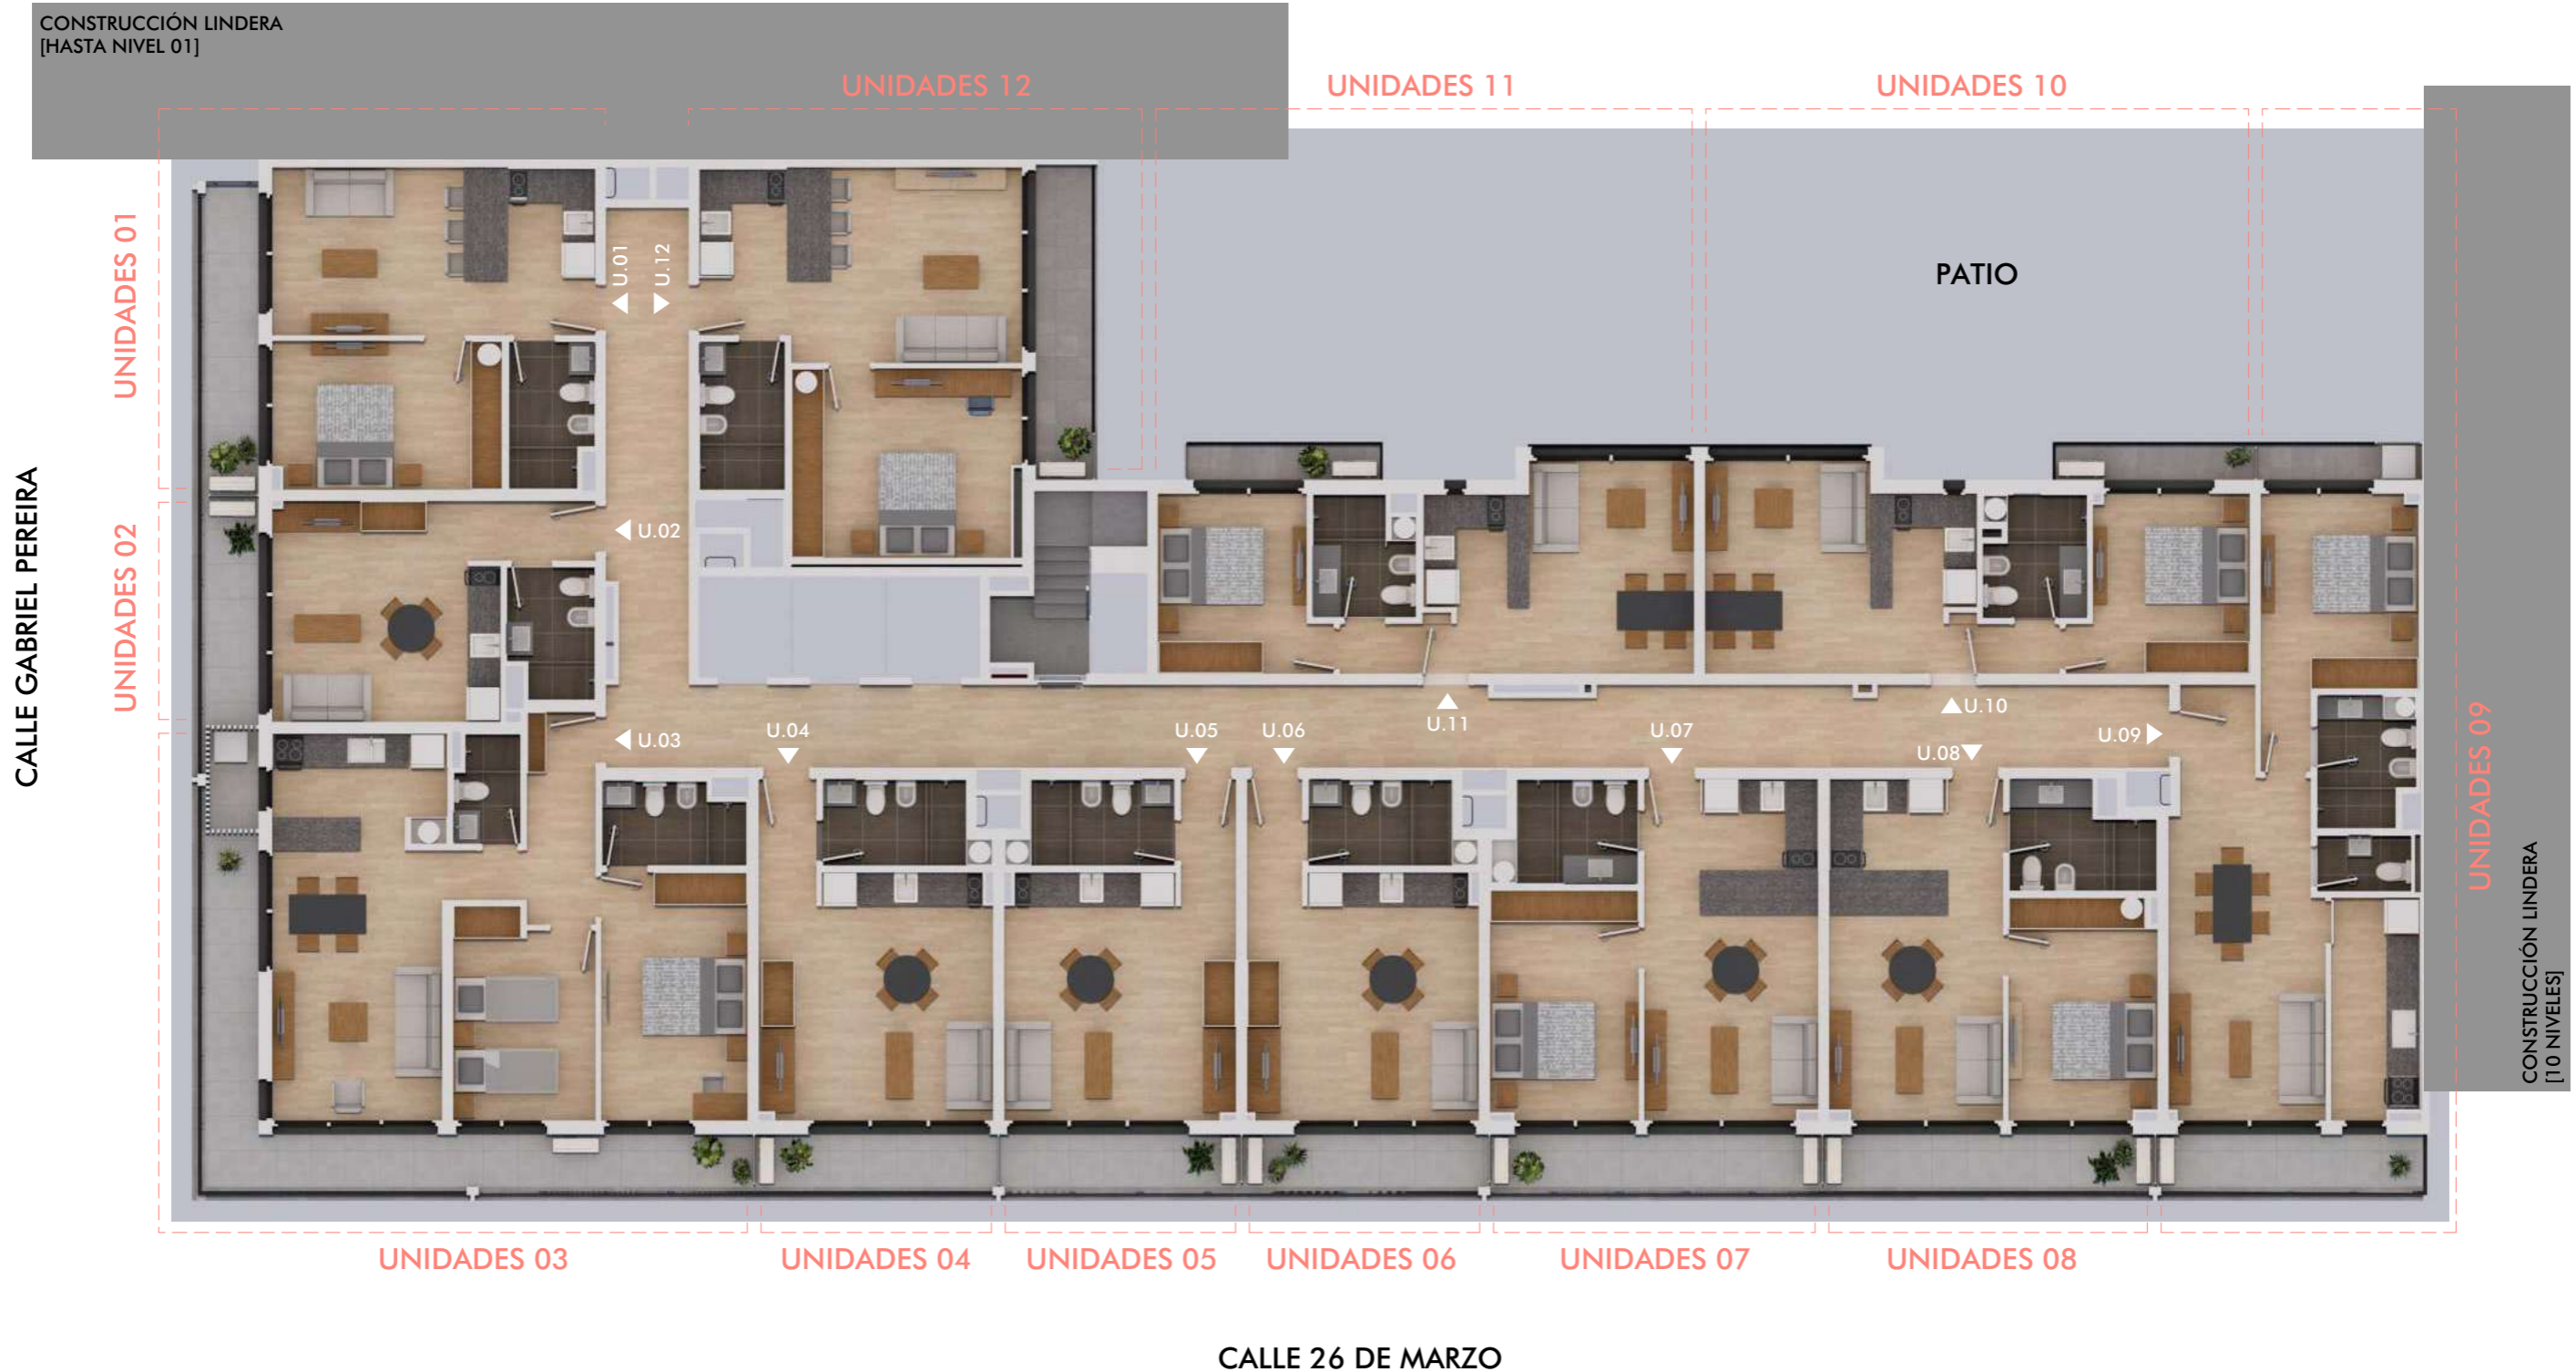 CONSTRUCCIÓN LINDERA
[HASTA NIVEL 01]
UNIDADES 12
UNIDADES 11
UNIDADES 10
UNIDADES 01
U.01
U.12
PATIO
CALLE GABRIEL PEREIRA
UNIDADES 02
U.02
U.03
U.04
U.05
U.06
U.11
U.07
U.10
U.08
U.09
UNIDADES 09
CONSTRUCCIÓN LINDERA
[10 NIVELES]
UNIDADES 03
UNIDADES 04
UNIDADES 05
UNIDADES 06
UNIDADES 07
UNIDADES 08
CALLE 26 DE MARZO